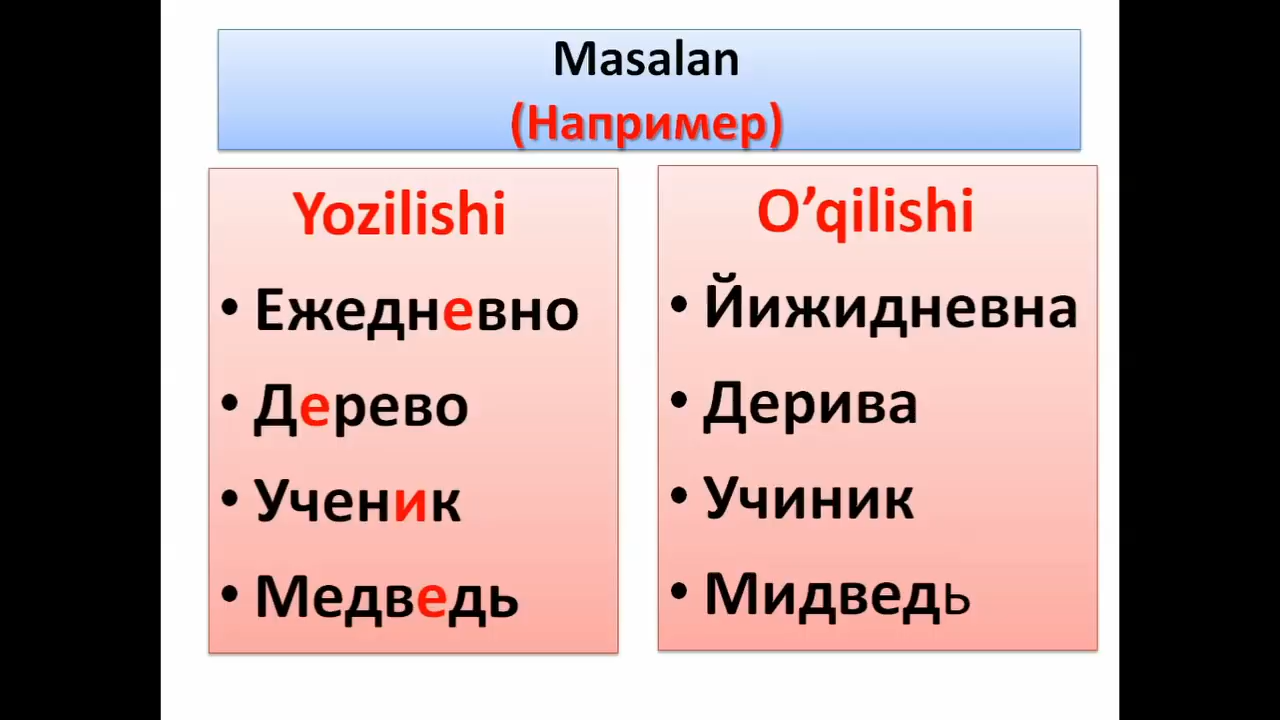 Masalan
(Например)
Yozilishi
• Ежедневно
• Дерево
• Ученик
• Медведь
O’qilishi
• Йижидневна
• Дерива
• Учиник
• Мидведь